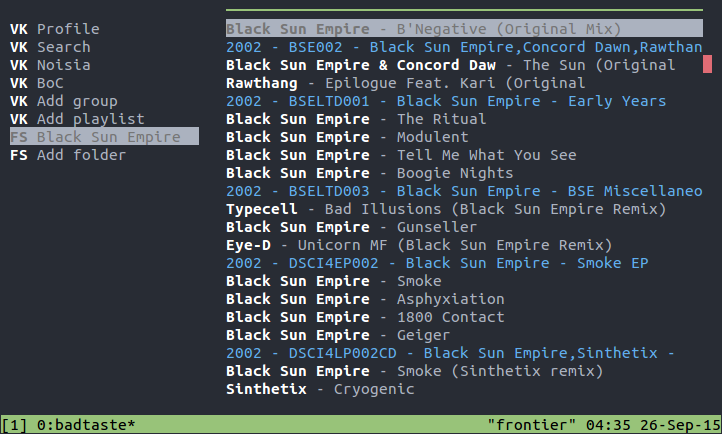 VK Profile
VK Search
VK Noisia
VK BoC
VK Add group
VK Add playlist
FS Black Sun Empire
FS Add folder
Black Sun Empire - B'Negative (Original Mix)
2002 - BSE002 - Black Sun Empire,Concord Dawn,Rawthan
Black Sun Empire & Concord Daw - The Sun (Original
Rawthang - Epilogue Feat. Kari (Original
2002 - BSELTD001 - Black Sun Empire - Early Years
Black Sun Empire - The Ritual
Black Sun Empire - Modulent
Black Sun Empire - Tell Me What You See
Black Sun Empire - Boogie Nights
2002 - BSELTD003 - Black Sun Empire - BSE Miscellaneo
Typecell - Bad Illusions (Black Sun Empire Remix)
Black Sun Empire - Gunseller
Eye-D - Unicorn MF (Black Sun Empire Remix)
2002 - DSCI4EP002 - Black Sun Empire - Smoke EP
Black Sun Empire - Smoke
Black Sun Empire - Asphyxiation
Black Sun Empire - 1800 Contact
Black Sun Empire - Geiger
2002 - DSCI4LP002CD - Black Sun Empire,Sinthetix -
Black Sun Empire - Smoke (Sinthetix remix)
Sinthetix - Cryogenic
[1] 0:badtaste* "frontier" 04:35 26-Sep-15